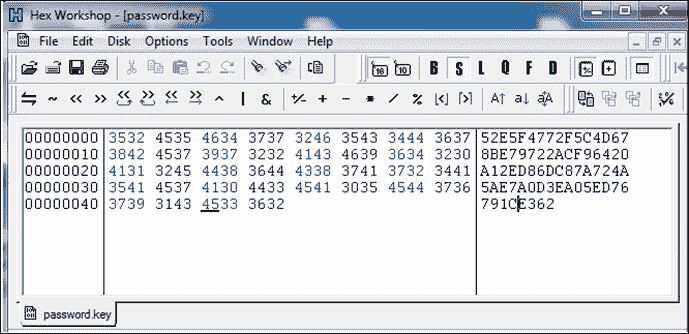 Hex Workshop - [password.key]
File Edit Disk Options Tools Window Help
16 10 B S L Q F D
00000000 3532 4535 4634 3737 3246 3543 3444 3637 52E5F4772F5C4D67
00000010 3842 4537 3937 3232 4143 4639 3634 3230 8BE79722ACF96420
00000020 4131 3245 4438 3644 4338 3741 3732 3441 A12ED86DC87A724A
00000030 3541 4537 4130 4433 4541 3035 4544 3736 5AE7A0D3EA05ED76
00000040 3739 3143 4533 3632 791CE362
password.key